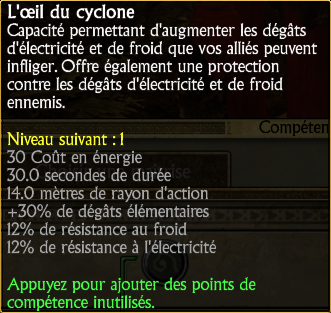 L'œil du cyclone
Capacité permettant d'augmenter les dégâts
d'électricité et de froid que vos alliés peuvent
infliger. Offre également une protection
contre les dégâts d'électricité et de froid
ennemis.
Compéten
Niveau suivant : 1
30 Coût en énergie
30.0 secondes de durée
14.0 mètres de rayon d'action
+30% de dégâts élémentaires
12% de résistance au froid
12% de résistance à l'électricité
Appuyez pour ajouter des points de
compétence inutilisés.